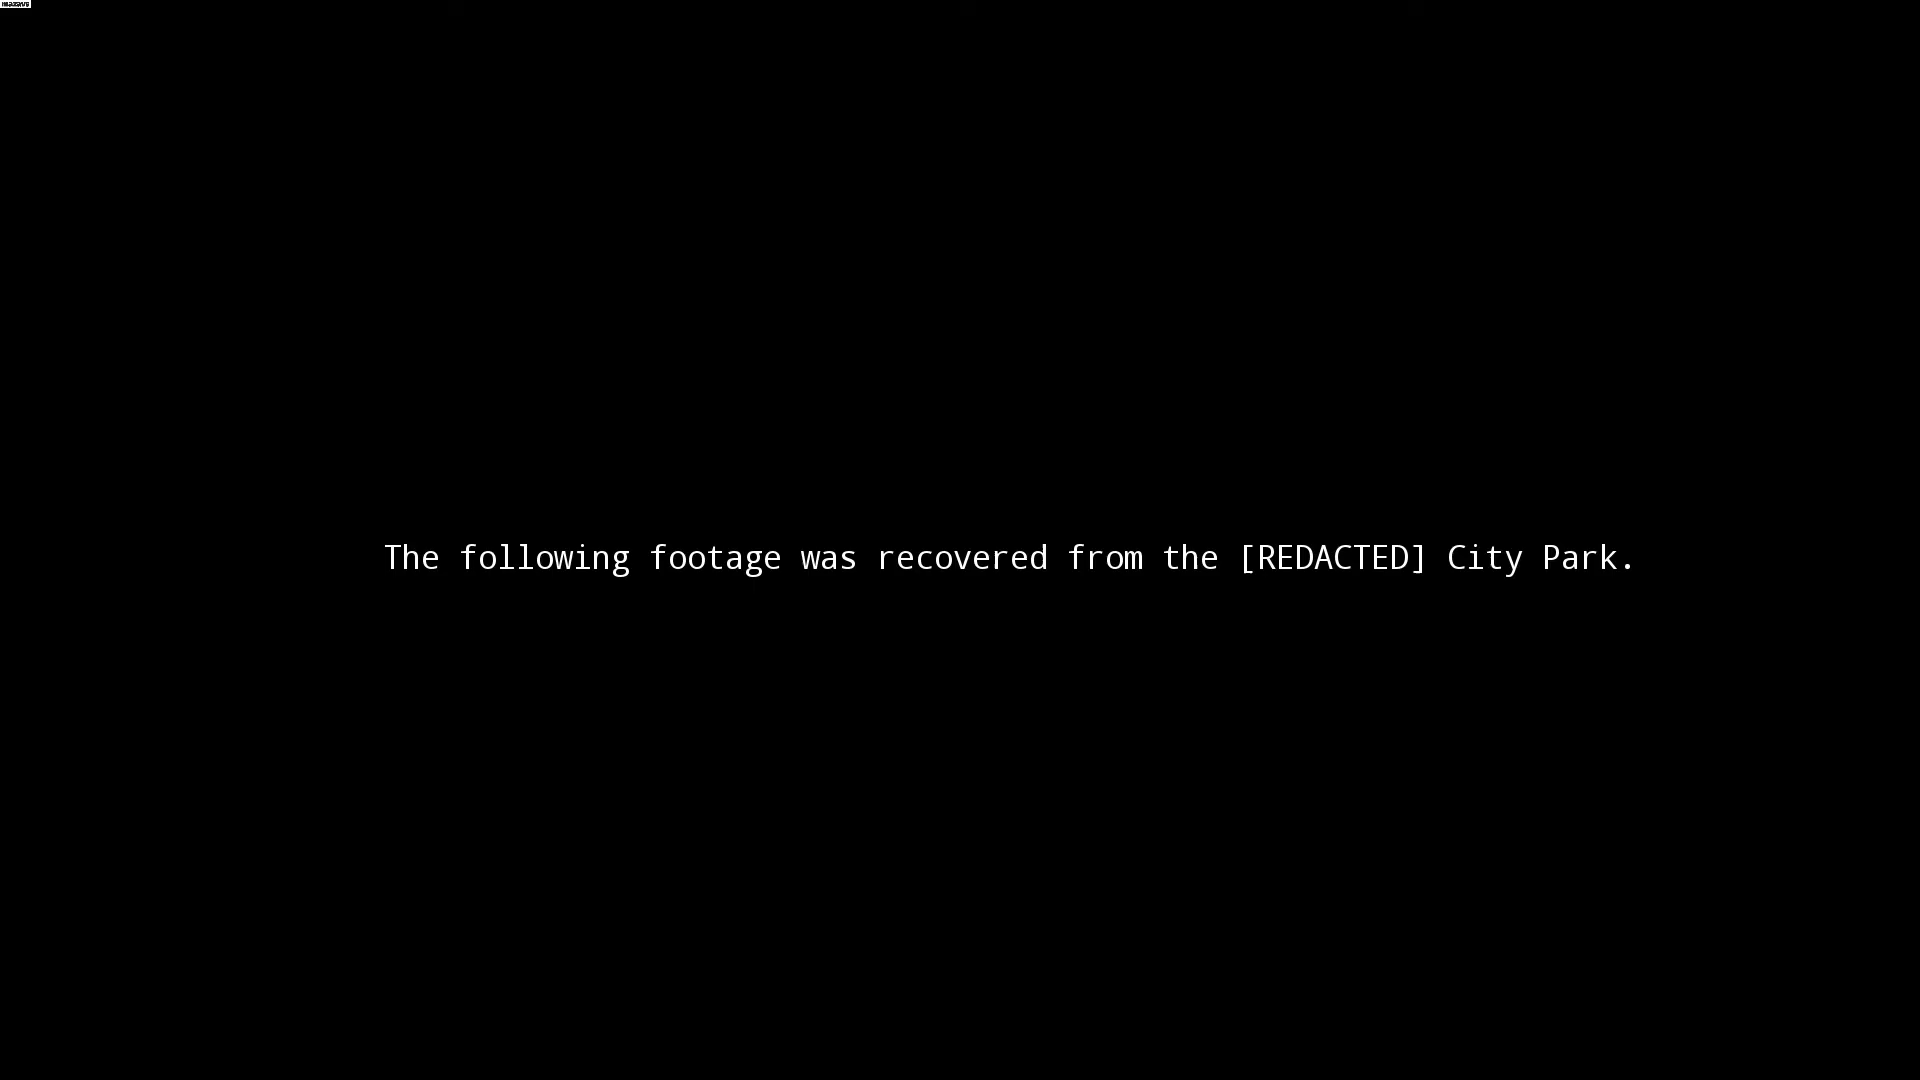 The following footage was recovered from the [REDACTED] City Park.